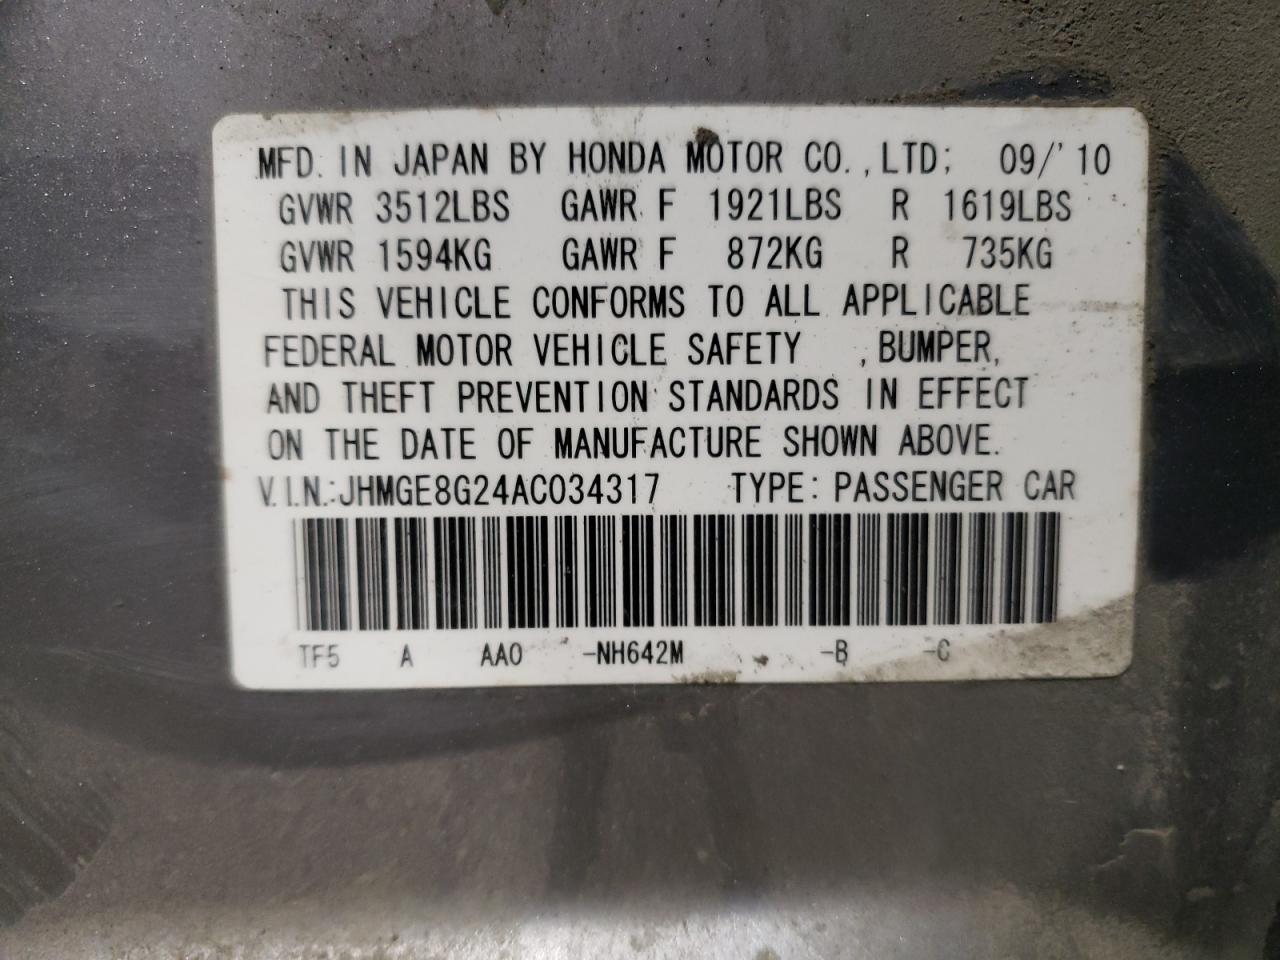 MFD. IN JAPAN BY HONDA MOTOR CO.,LTD; 09/'10
GVWR 3512LBS GAWR F 1921LBS R 1619LBS
GVWR 1594KG GAWR F 872KG R 735KG
THIS VEHICLE CONFORMS TO ALL APPLICABLE
FEDERAL MOTOR VEHICLE SAFETY ,BUMPER,
AND THEFT PREVENTION STANDARDS IN EFFECT
ON THE DATE OF MANUFACTURE SHOWN ABOVE.
V.I.N.:JHMGE8G24AC034317 TYPE: PASSENGER CAR
TF5 A AA0 -NH642M -B -C